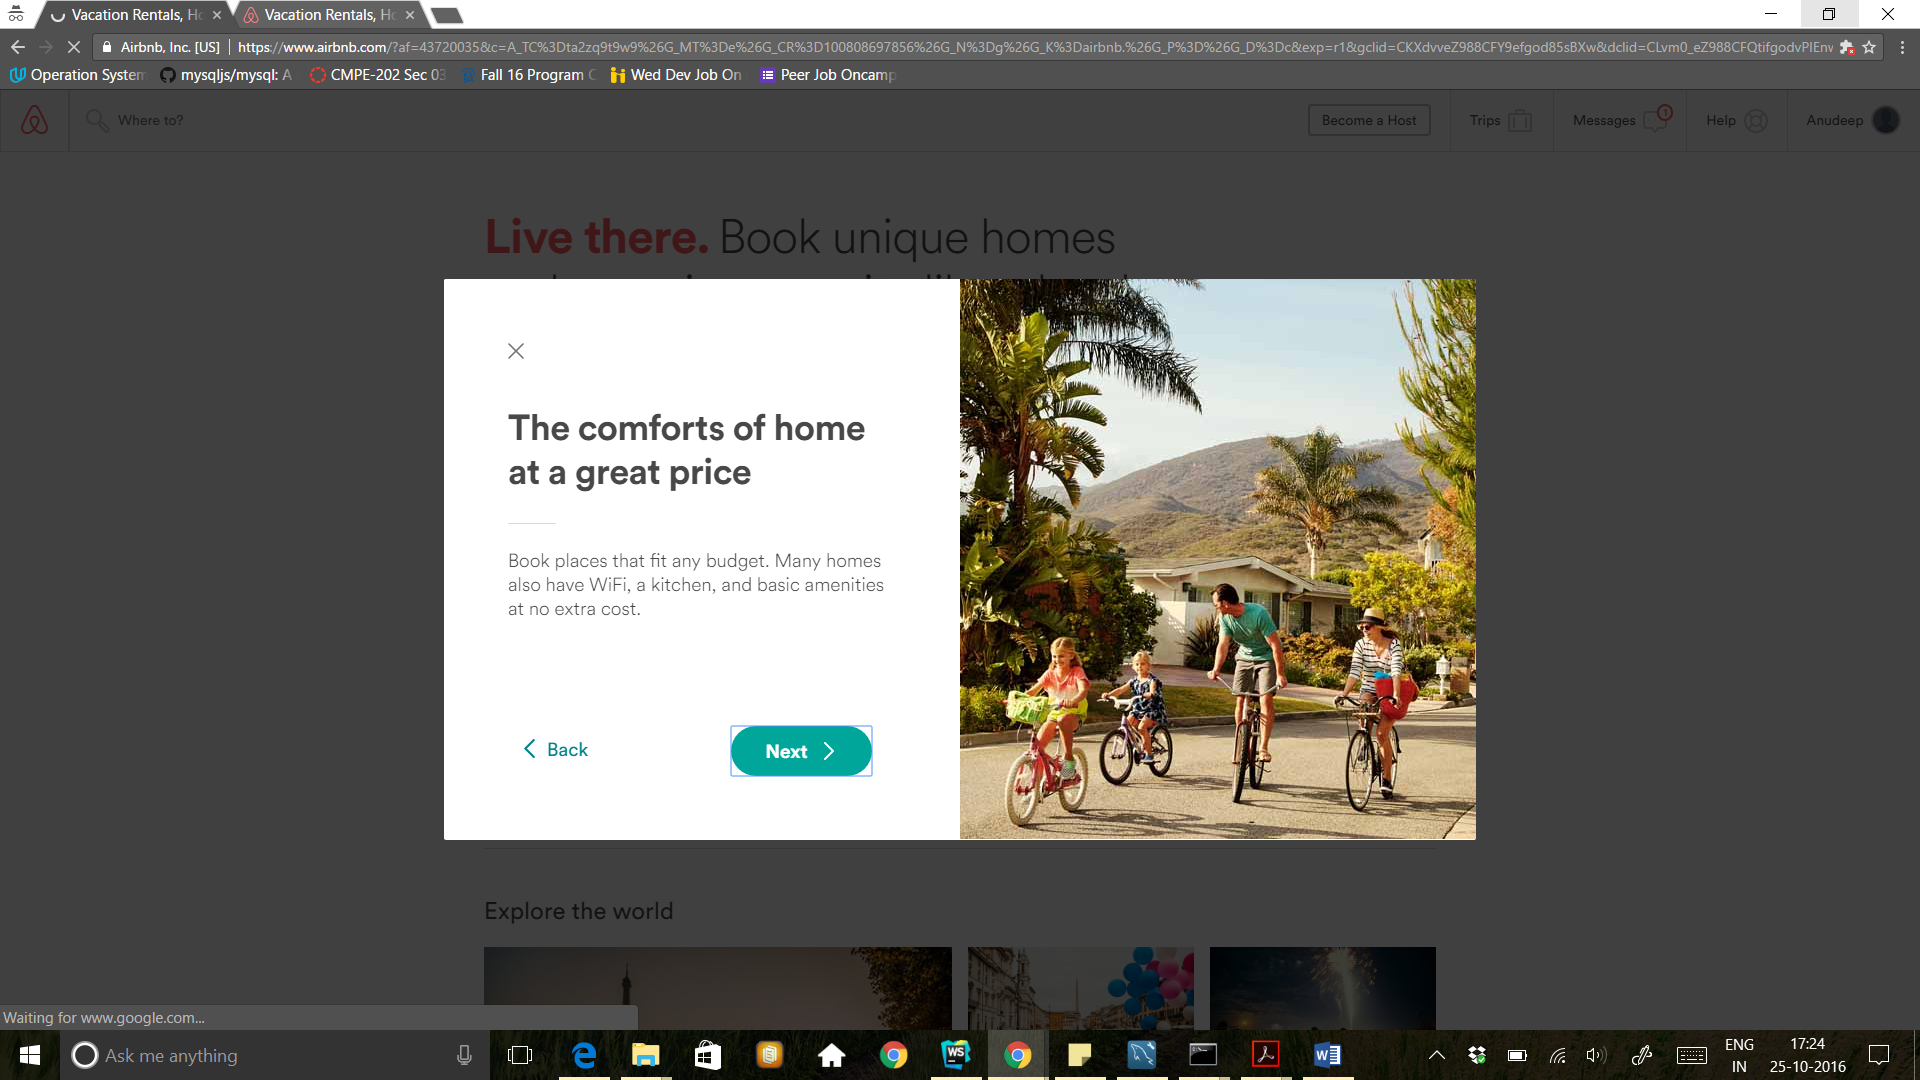 Vacation Rentals, Ho
Vacation Rentals, Ho
Airbnb, Inc. [US]
https://www.airbnb.com/?af=43720035&c=A_TC%3Dta2zq9t9w9%26G_MT%3De%26G_CR%3D100808697856%26G_N%3Dg%26G_K%3Dairbnb.%26G_P%3D%26G_D%3Dc&exp=r1&gclid=CKXdvveZ988CFY9efgod85sBXw&dclid=CLvm0_eZ988CFQtifgodvPIEnw
Operation System
mysqljs/mysql: A
CMPE-202 Sec 03
Fall 16 Program C
Wed Dev Job On
Peer Job Oncamp
Where to?
Become a Host
Trips
Messages
1
Help
Anudeep
Live there. Book unique homes
The comforts of home
at a great price
Book places that fit any budget. Many homes
also have WiFi, a kitchen, and basic amenities
at no extra cost.
Back
Next
Explore the world
Waiting for www.google.com...
Ask me anything
WS
ENG
IN
17:24
25-10-2016